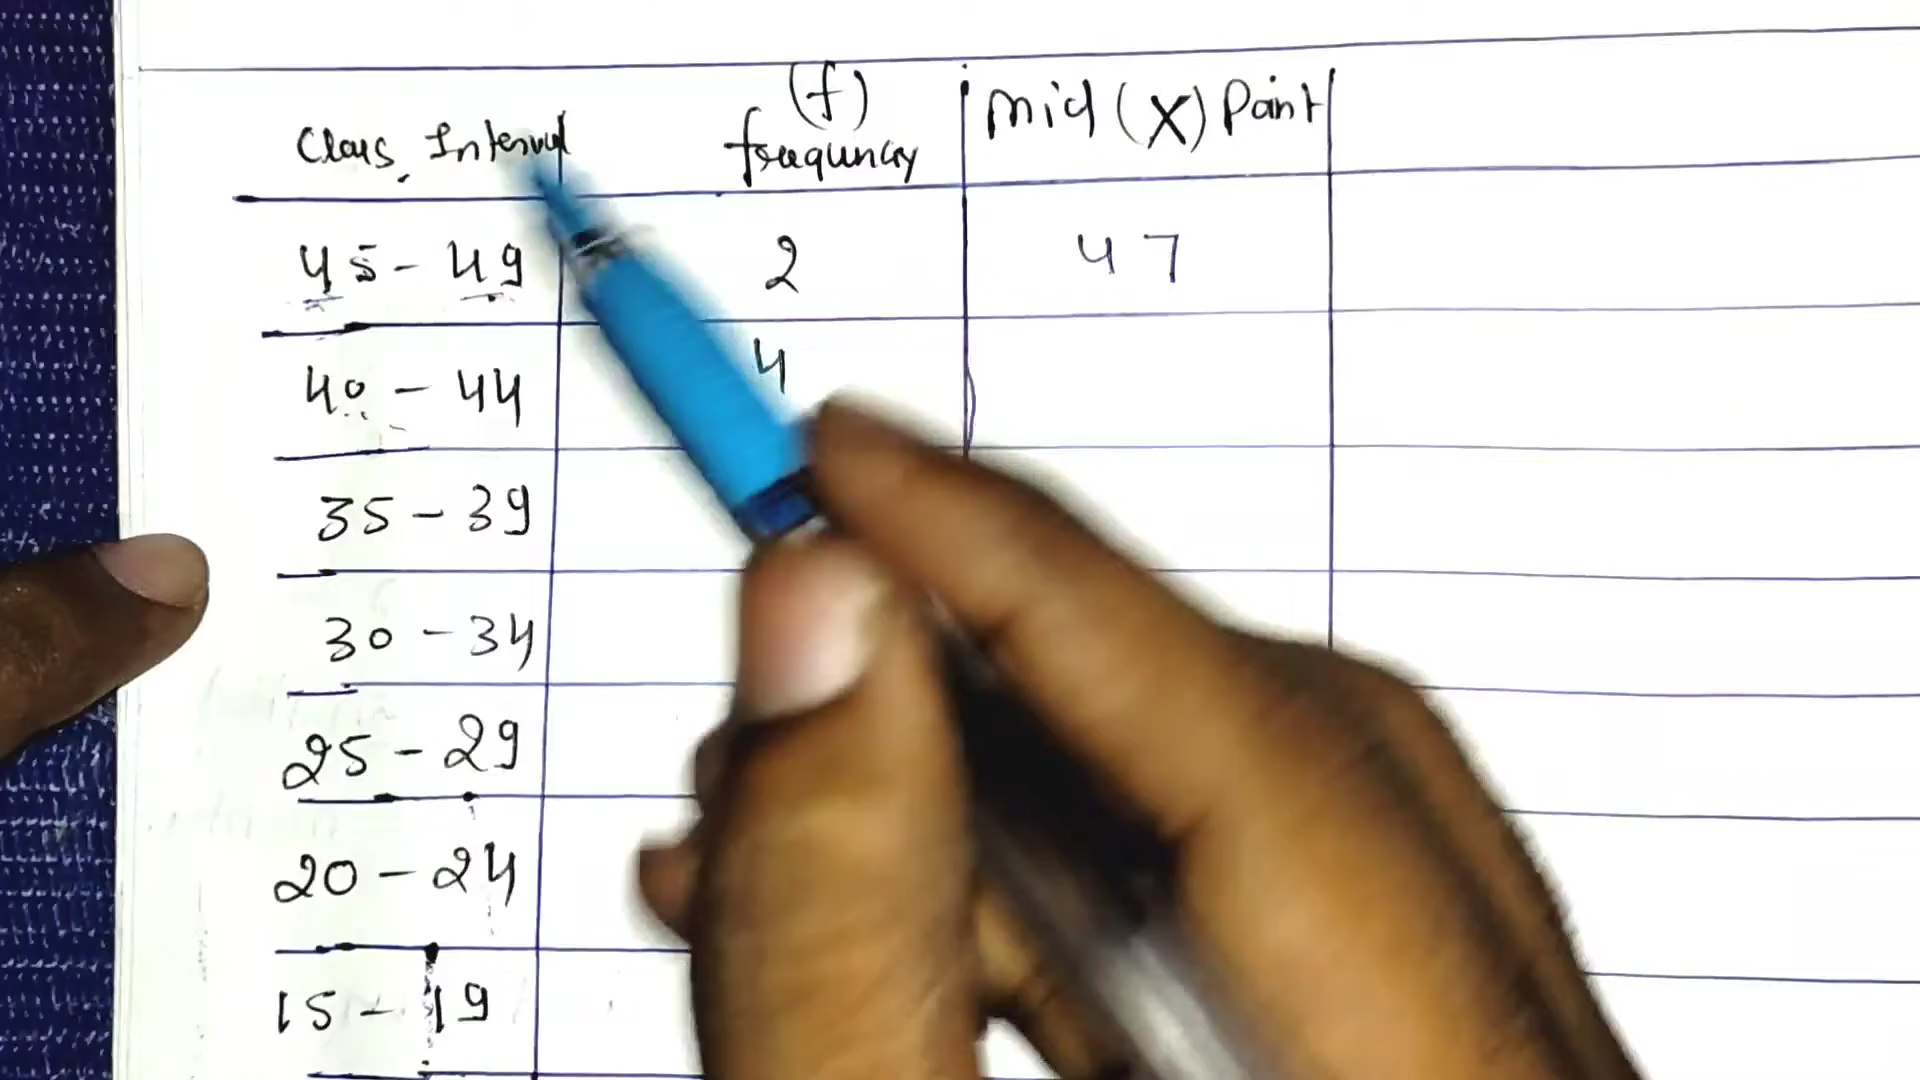 Class Interval (f) frequncy Mid (X) Point
45 - 49 2 47
40 - 44 4
35 - 39
30 - 34
25 - 29
20 - 24
15 - 19